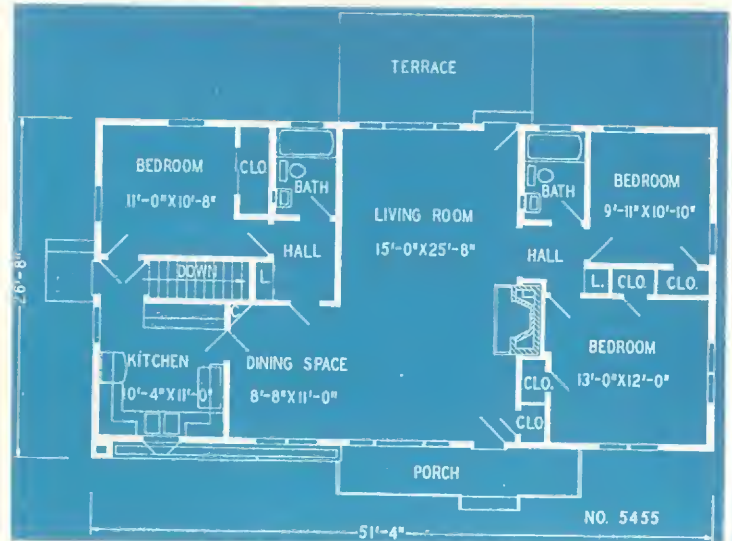 TERRACE
BEDROOM
11'-0"X10'-8"
CLO.
BATH
LIVING ROOM
15'-0"X25'-8"
BATH
BEDROOM
9'-11"X10'-10"
HALL
HALL
DOWN
L.
L.
CLO.
CLO.
26'-8"
C
KITCHEN
10'-4"X11'-0"
DINING SPACE
8'-8"X11'-0"
BEDROOM
13'-0"X12'-0"
CLO.
CLO.
PORCH
NO. 5455
51'-4"